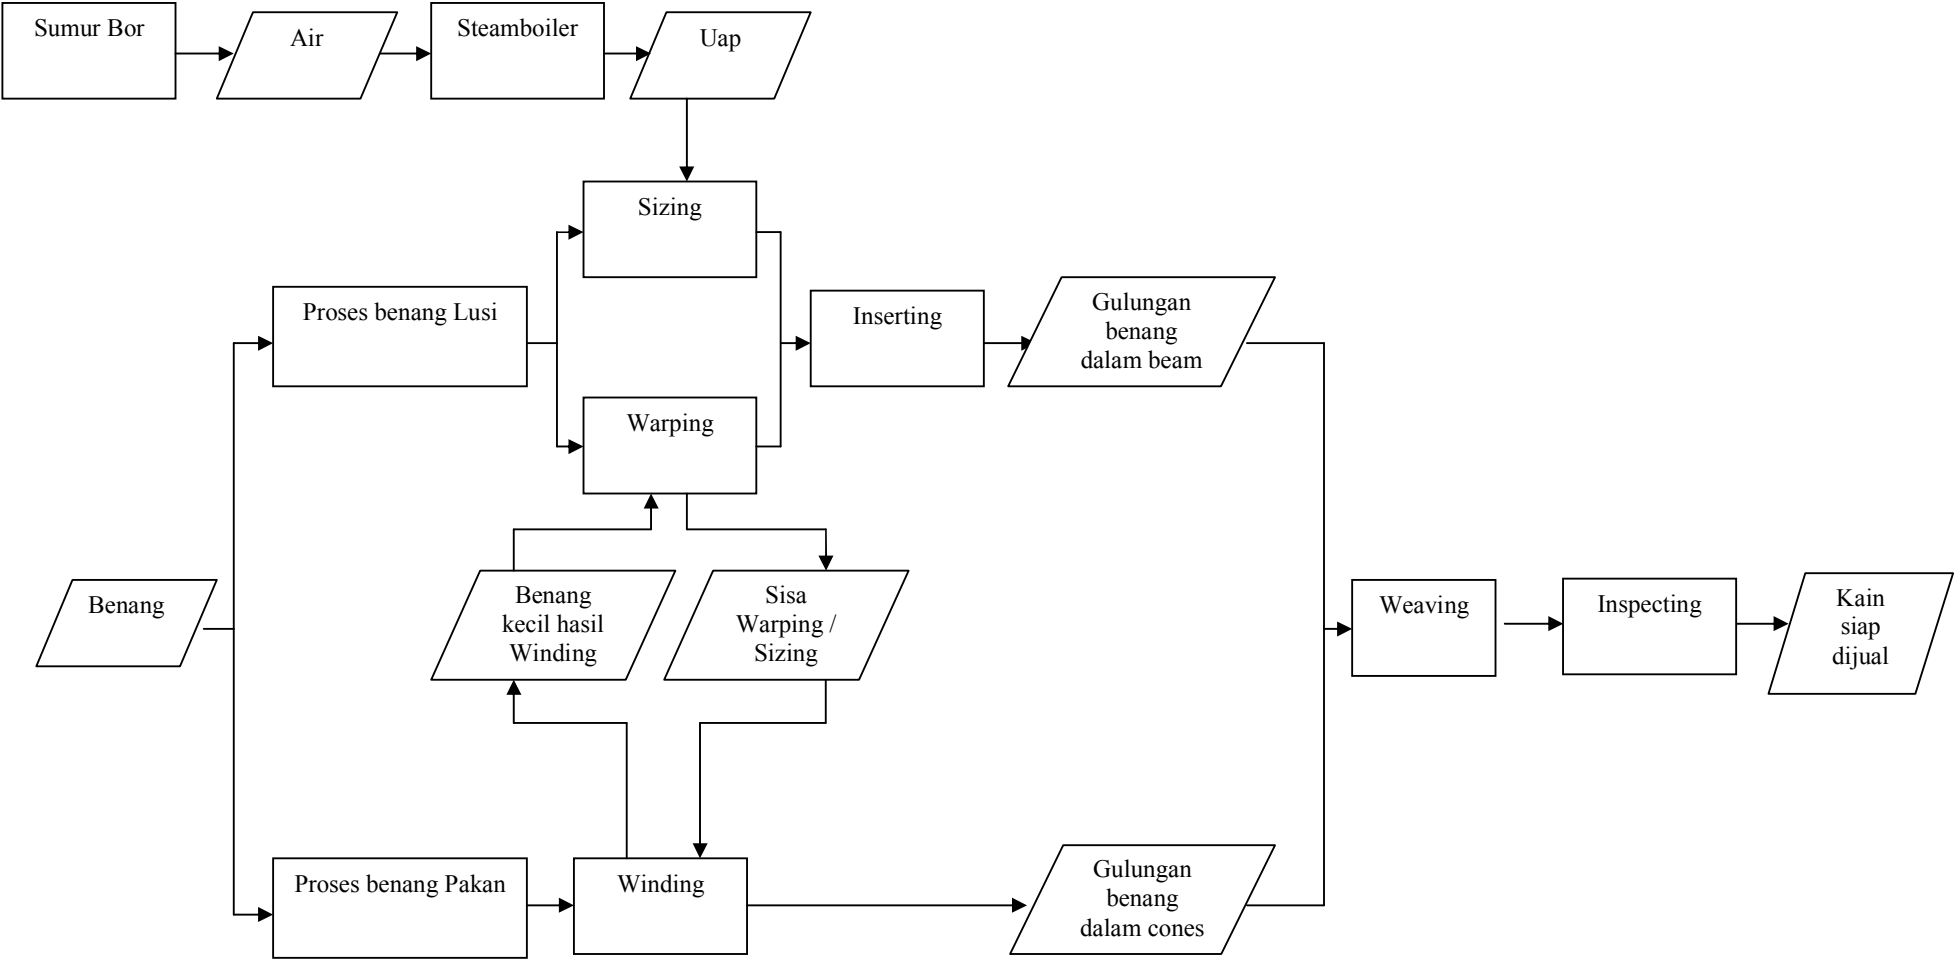 Sumur Bor
Air
Steamboiler
Uap
Sizing
Proses benang Lusi
Inserting
Gulungan
benang
dalam beam
Warping
Benang
Benang
kecil hasil
Winding
Sisa
Warping /
Sizing
Weaving
Inspecting
Kain
siap
dijual
Proses benang Pakan
Winding
Gulungan
benang
dalam cones